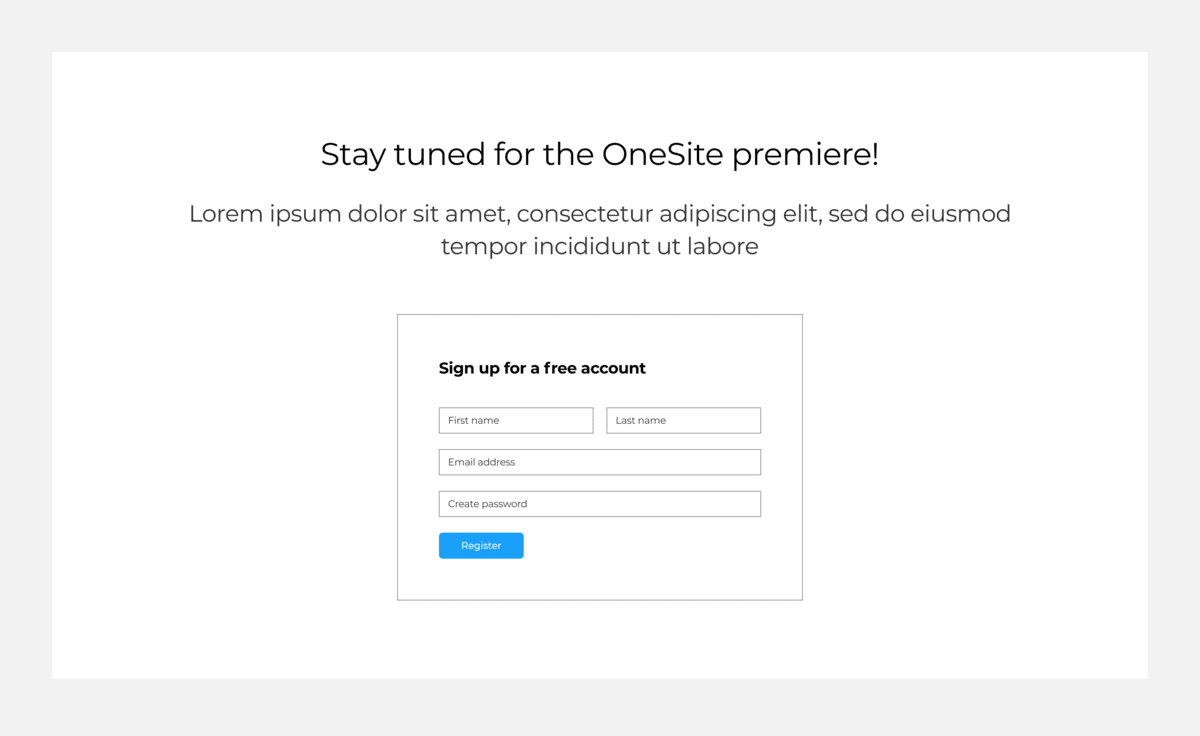 Stay tuned for the OneSite premiere!
Lorem ipsum dolor sit amet, consectetur adipiscing elit, sed do eiusmod
tempor incididunt ut labore
Sign up for a free account
First name
Last name
Email address
Create password
Register